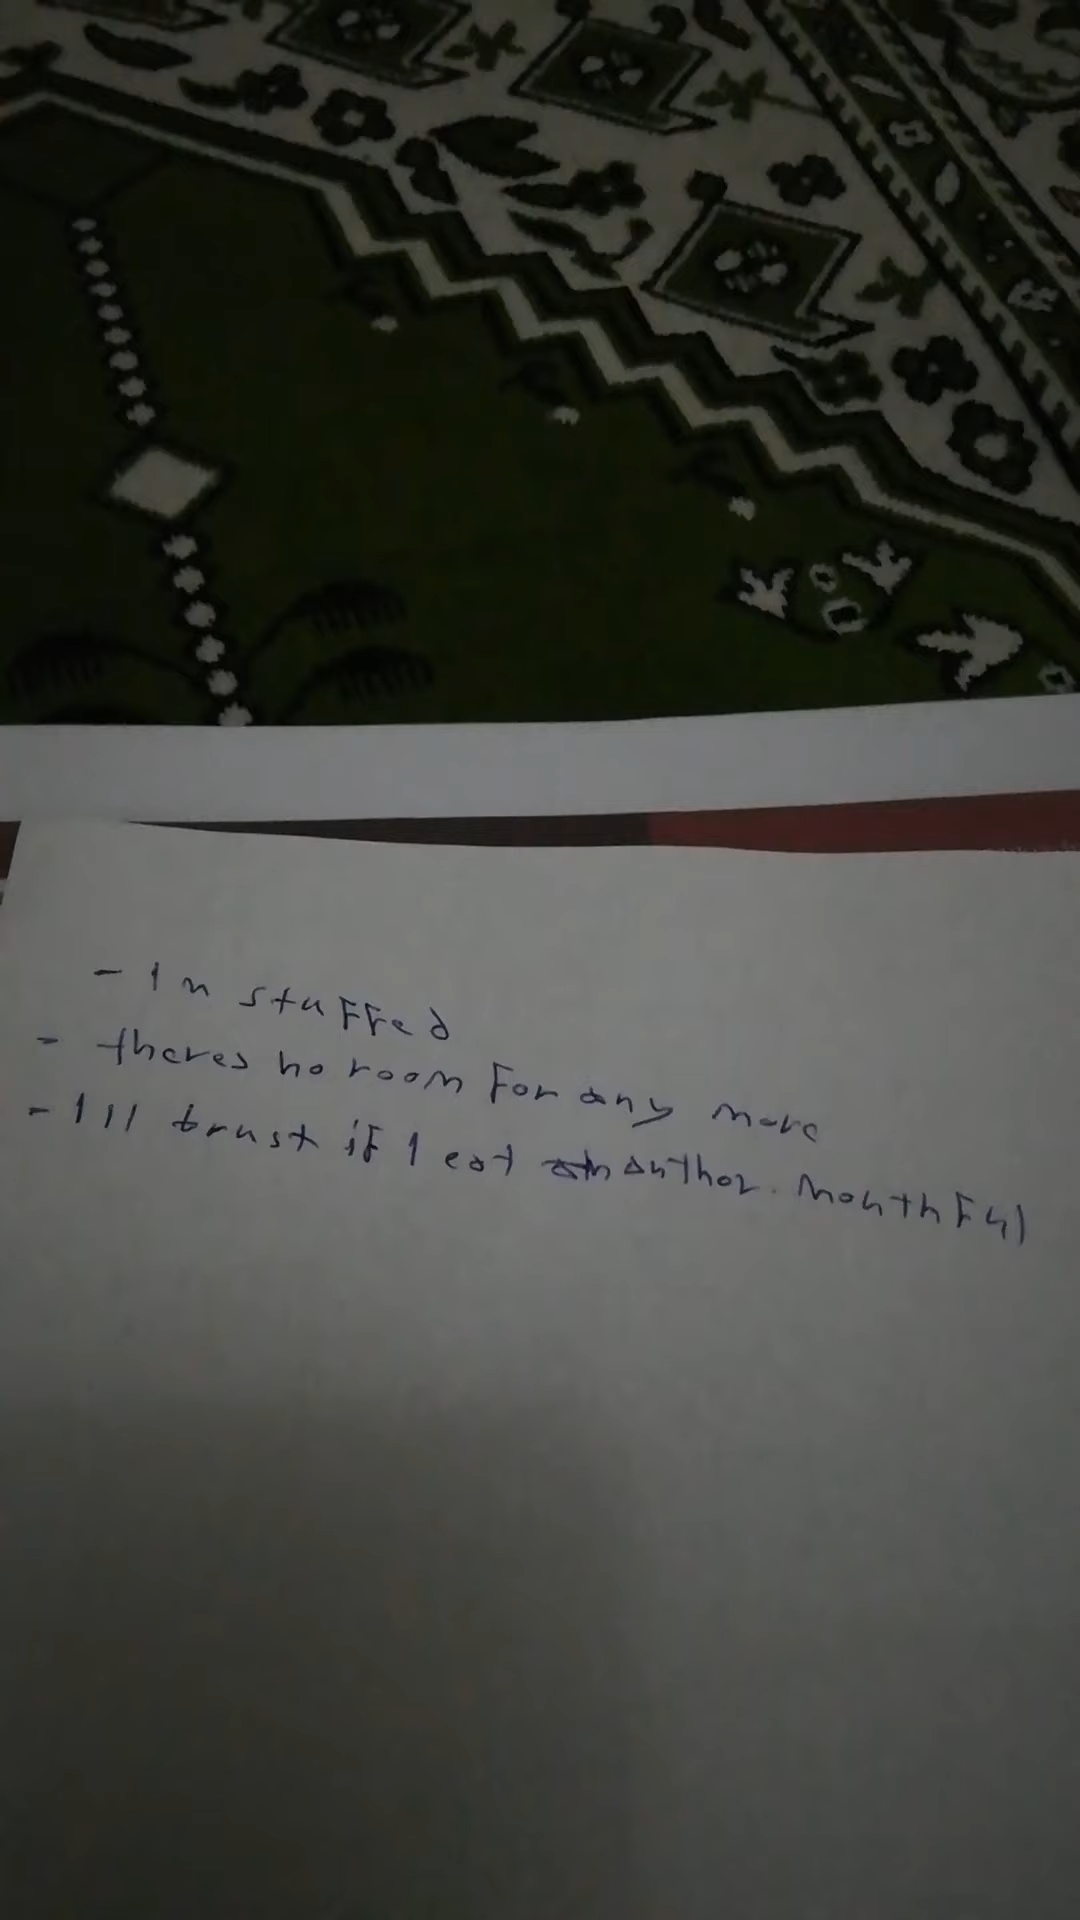 - Im stuffed
- theres no room for any more
- Ill brust if I eat anuthor. mouthful